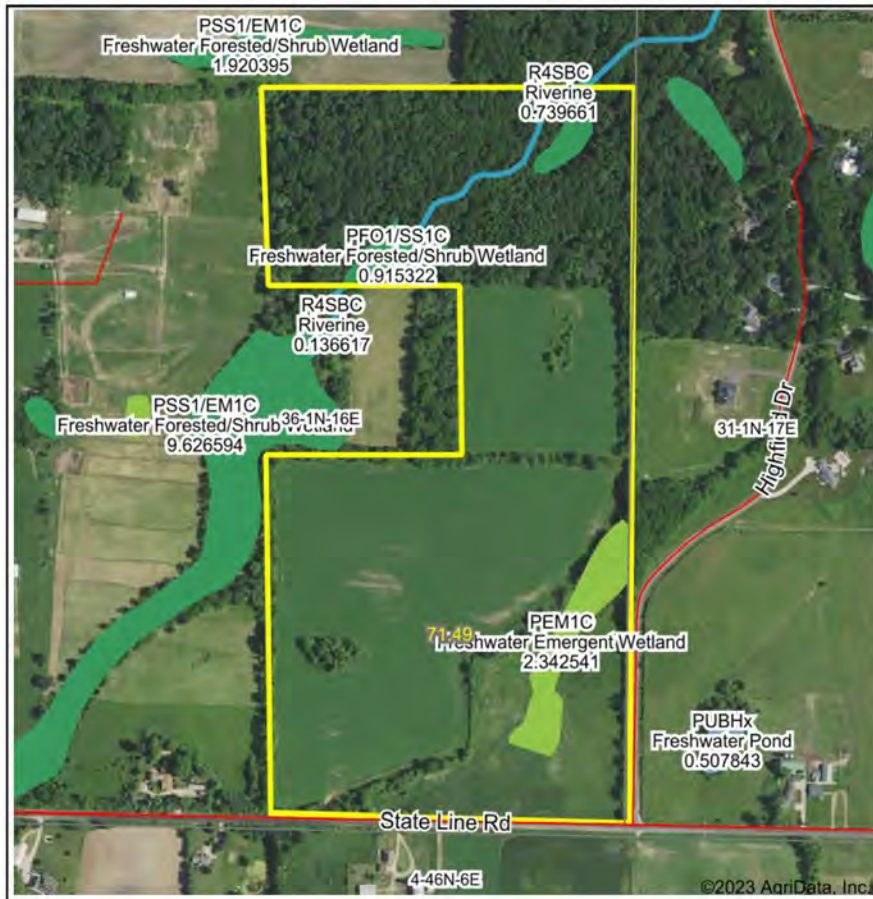 PSS1/EM1C
Freshwater Forested/Shrub Wetland
1.920395
R4SBC
Riverine
0.739661
PFO1/SS1C
Freshwater Forested/Shrub Wetland
0.915322
R4SBC
Riverine
0.136617
PSS1/EM1C
Freshwater Forested/Shrub Wetland
9.626594
36-1N-16E
31-1N-17E
Highfield Dr
71.49
PEM1C
Freshwater Emergent Wetland
2.342541
PUBHx
Freshwater Pond
0.507843
State Line Rd
4-46N-6E
©2023 AgriData, Inc.